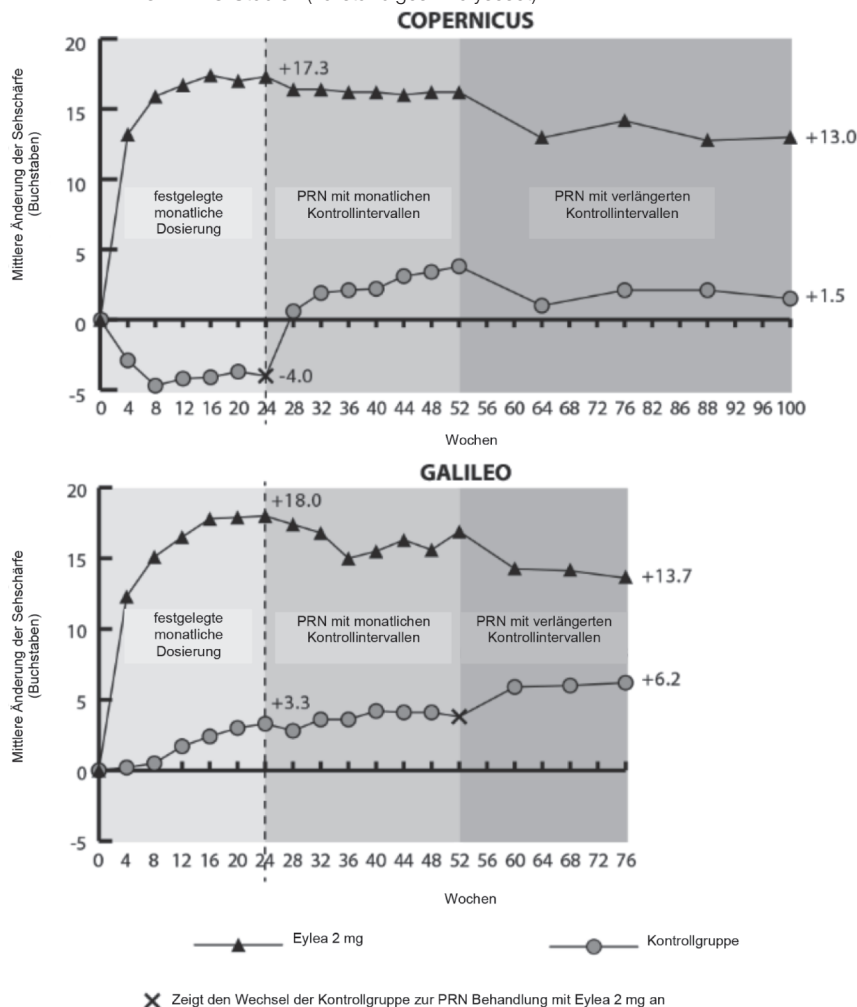 COPERNICUS
Mittlere Änderung der Sehschärfe
(Buchstaben)
20
15
10
5
0
-5
+17.3
+13.0
festgelegte
monatliche
Dosierung
PRN mit monatlichen
Kontrollintervallen
PRN mit verlängerten
Kontrollintervallen
+1.5
-4.0
0 4 8 12 16 20 24 28 32 36 40 44 48 52 56 60 64 68 72 76 82 86 88 92 96 100
Wochen
GALILEO
Mittlere Änderung der Sehschärfe
(Buchstaben)
20
15
10
5
0
-5
+18.0
+13.7
festgelegte
monatliche
Dosierung
PRN mit monatlichen
Kontrollintervallen
PRN mit verlängerten
Kontrollintervallen
+3.3
+6.2
0 4 8 12 16 20 24 28 32 36 40 44 48 52 56 60 64 68 72 76
Wochen
Eylea 2 mg
Kontrollgruppe
Zeigt den Wechsel der Kontrollgruppe zur PRN Behandlung mit Eylea 2 mg an